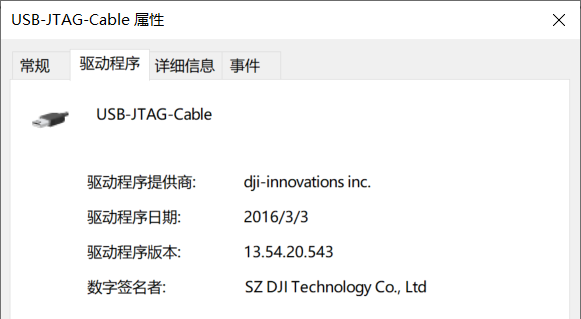 USB-JTAG-Cable 属性
常规 驱动程序 详细信息 事件
USB-JTAG-Cable
驱动程序提供商: dji-innovations inc.
驱动程序日期: 2016/3/3
驱动程序版本: 13.54.20.543
数字签名者: SZ DJI Technology Co., Ltd